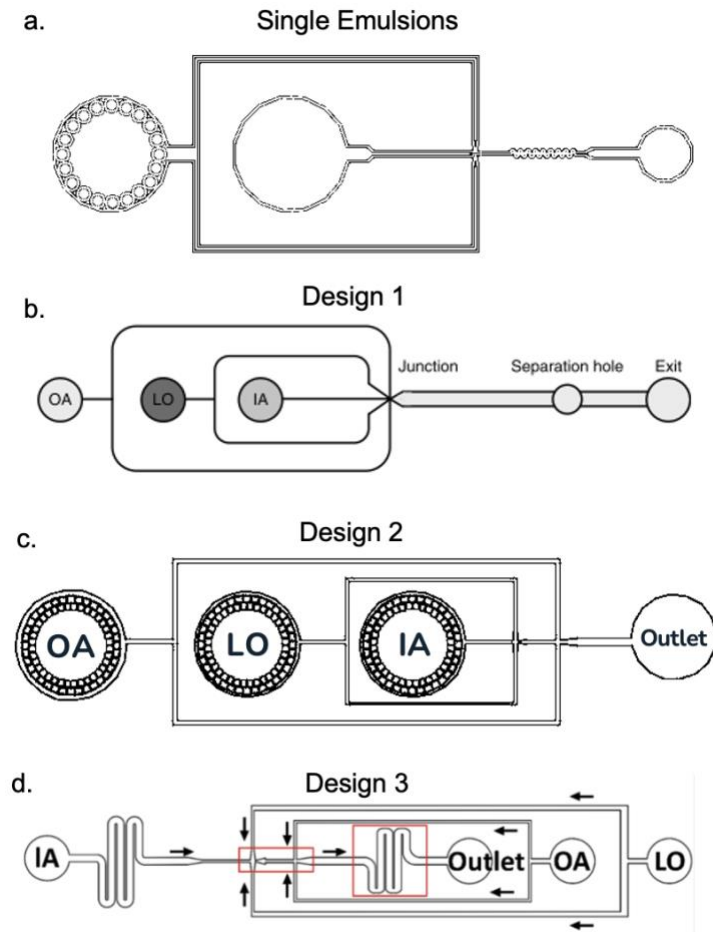 a.
Single Emulsions
b.
Design 1
OA
LO
IA
Junction
Separation hole
Exit
c.
Design 2
OA
LO
IA
Outlet
d.
Design 3
IA
Outlet
OA
LO